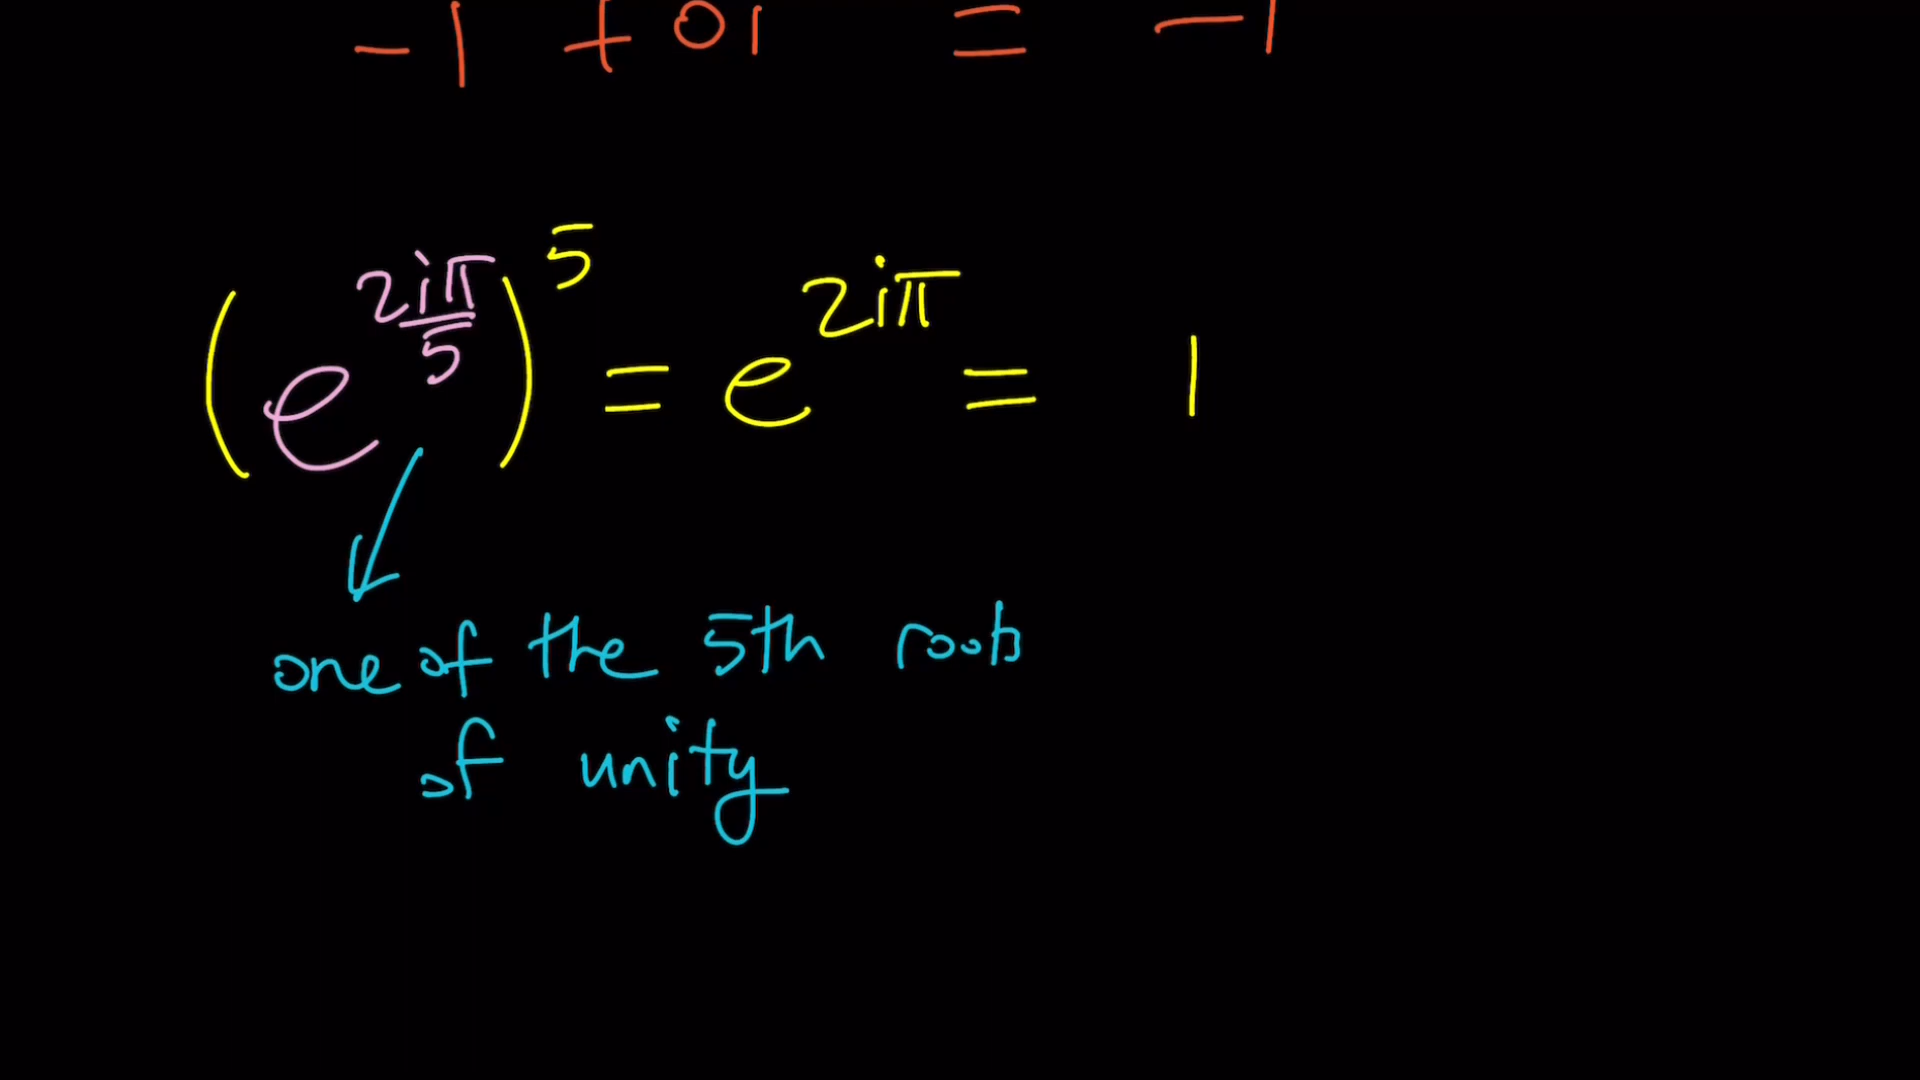 -1 + 0i = -1
(e^(2iπ/5))^5 = e^(2iπ) = 1
one of the 5th roots
of unity